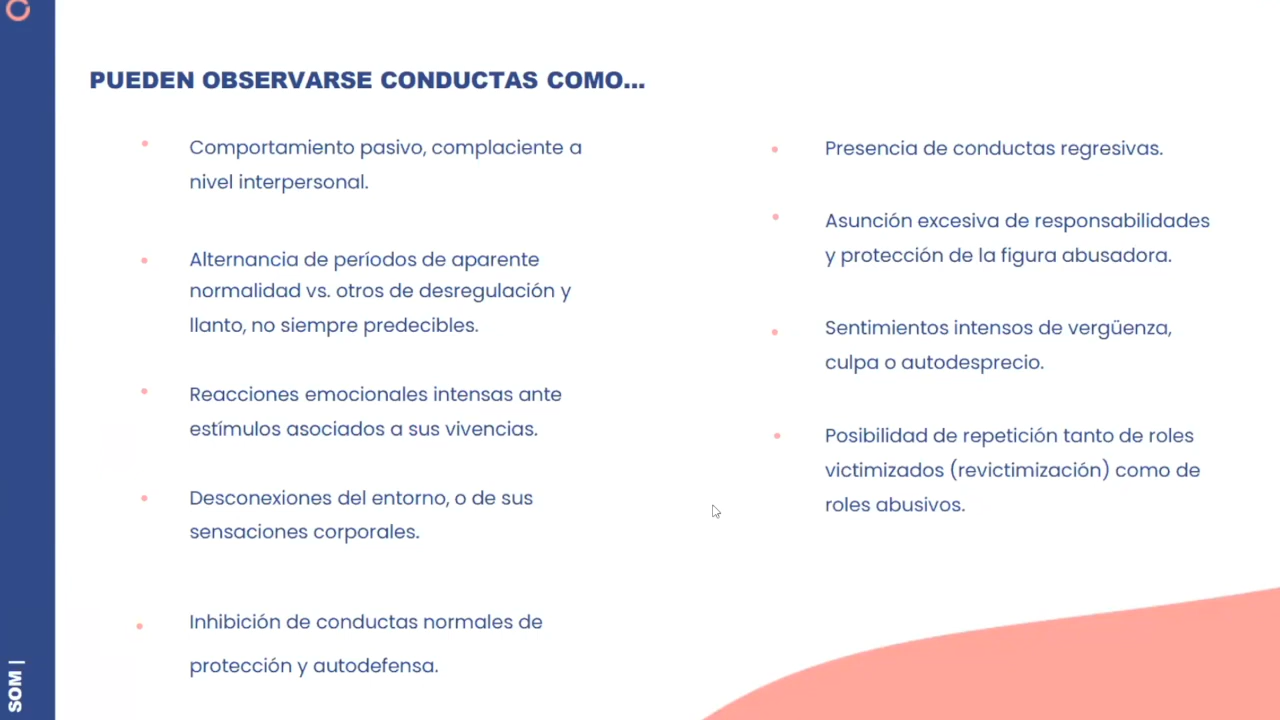 PUEDEN OBSERVARSE CONDUCTAS COMO...
Comportamiento pasivo, complaciente a
nivel interpersonal.
Alternancia de períodos de aparente
normalidad vs. otros de desregulación y
llanto, no siempre predecibles.
Reacciones emocionales intensas ante
estímulos asociados a sus vivencias.
Desconexiones del entorno, o de sus
sensaciones corporales.
Inhibición de conductas normales de
protección y autodefensa.
Presencia de conductas regresivas.
Asunción excesiva de responsabilidades
y protección de la figura abusadora.
Sentimientos intensos de vergüenza,
culpa o autodesprecio.
Posibilidad de repetición tanto de roles
victimizados (revictimización) como de
roles abusivos.
SOM |